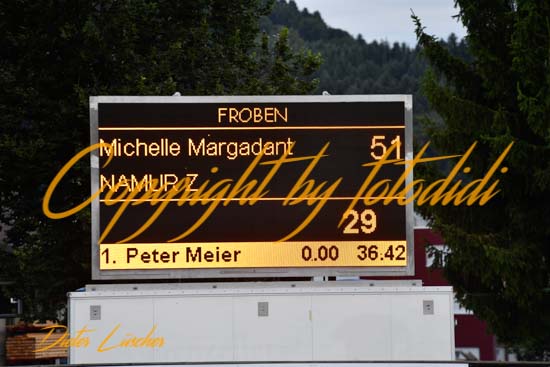 FROBEN
Michelle Margadant 51
NAMUR Z
Copyright by fotodidi
29
1. Peter Meier 0.00 36.42
Dieter Lüscher